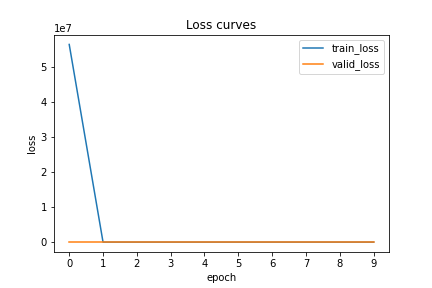 Loss curves
1e7
train_loss
valid_loss
5
4
3
2
1
0
loss
0 1 2 3 4 5 6 7 8 9
epoch